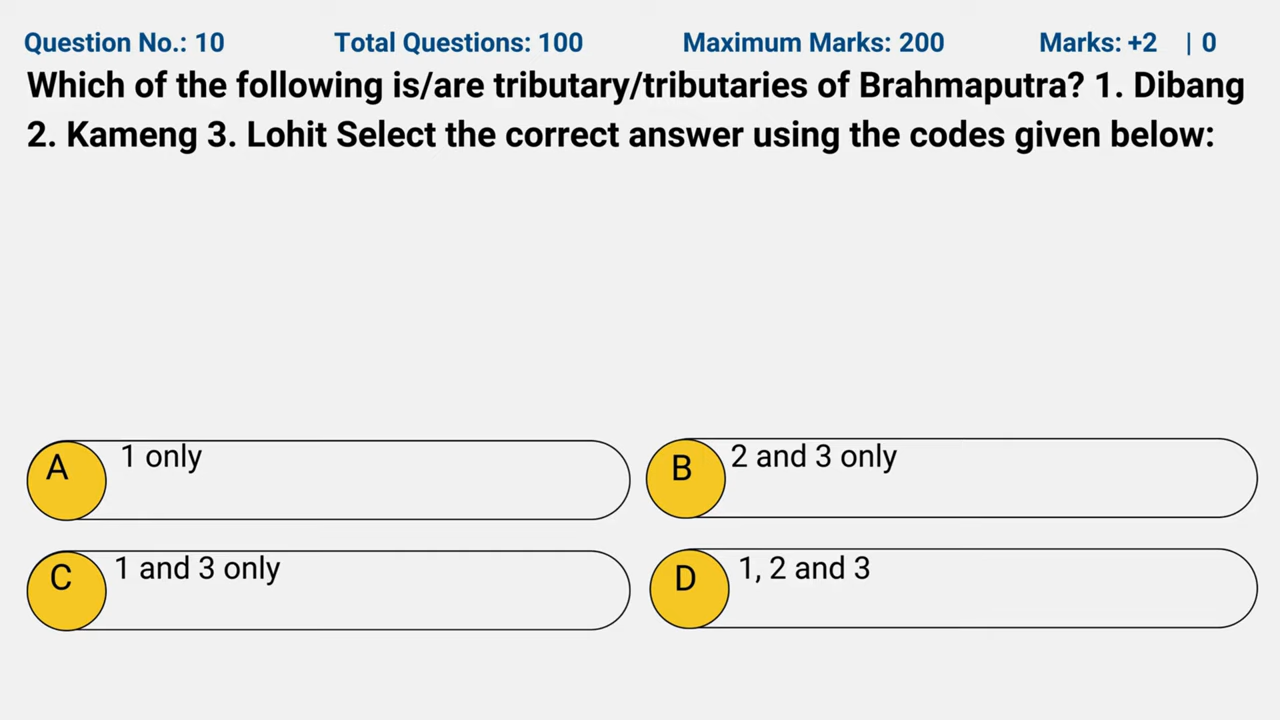 Question No.: 10 Total Questions: 100 Maximum Marks: 200 Marks: +2 | 0
Which of the following is/are tributary/tributaries of Brahmaputra? 1. Dibang
2. Kameng 3. Lohit Select the correct answer using the codes given below:
A 1 only
B 2 and 3 only
C 1 and 3 only
D 1, 2 and 3